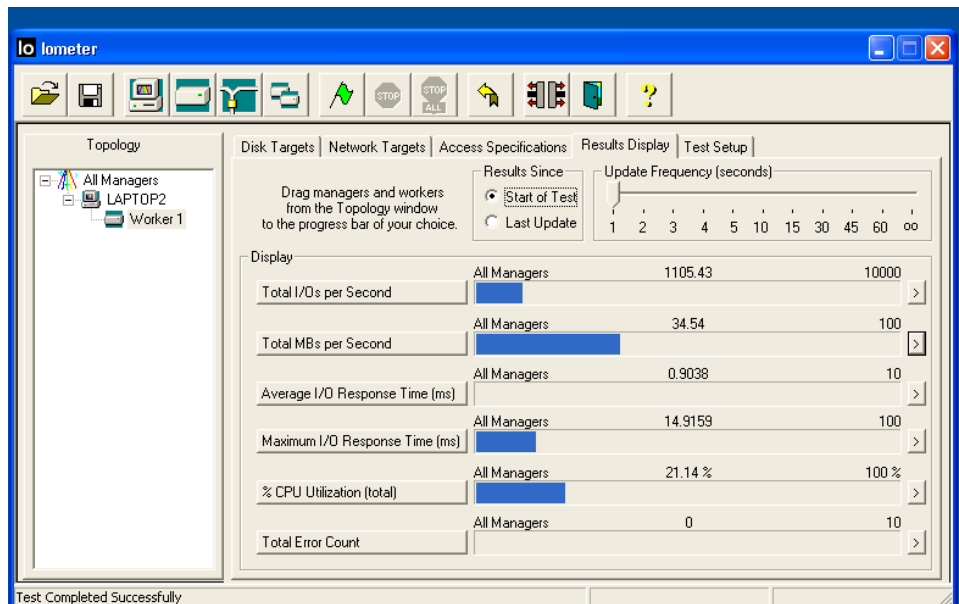 Io Iometer
STOP
STOP
ALL
?
Topology
All Managers
LAPTOP2
Worker 1
Disk Targets
Network Targets
Access Specifications
Results Display
Test Setup
Drag managers and workers
from the Topology window
to the progress bar of your choice.
Results Since
Start of Test
Last Update
Update Frequency (seconds)
1 2 3 4 5 10 15 30 45 60 oo
Display
All Managers 1105.43 10000
Total I/Os per Second >
All Managers 34.54 100
Total MBs per Second >
All Managers 0.9038 10
Average I/O Response Time (ms) >
All Managers 14.9159 100
Maximum I/O Response Time (ms) >
All Managers 21.14 % 100 %
% CPU Utilization (total) >
All Managers 0 10
Total Error Count >
Test Completed Successfully